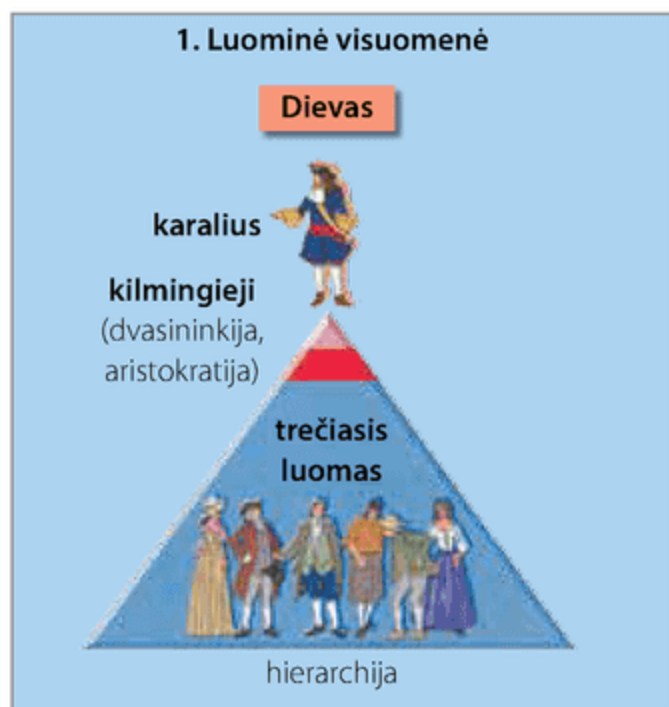 1. Luominė visuomenė
Dievas
karalius
kilmingieji
(dvasininkija,
aristokratija)
trečiasis
luomas
hierarchija